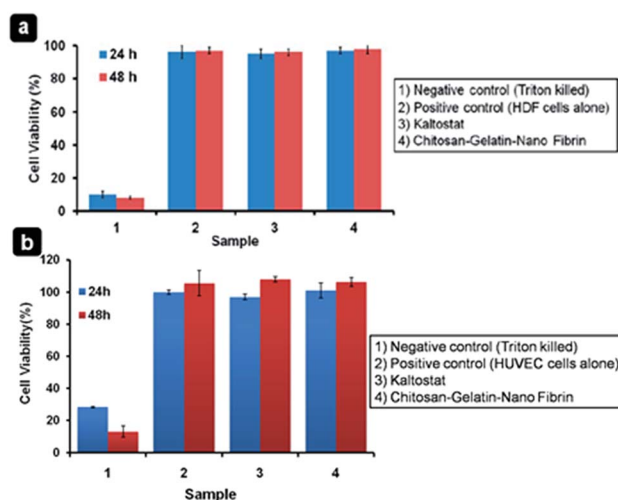 a
24 h
48 h
Cell Viability (%)
100
80
60
40
20
0
1 2 3 4
Sample
1) Negative control (Triton killed)
2) Positive control (HDF cells alone)
3) Kaltostat
4) Chitosan-Gelatin-Nano Fibrin
b
24h
48h
Cell Viability(%)
120
100
80
60
40
20
0
1 2 3 4
Sample
1) Negative control (Triton killed)
2) Positive control (HUVEC cells alone)
3) Kaltostat
4) Chitosan-Gelatin-Nano Fibrin